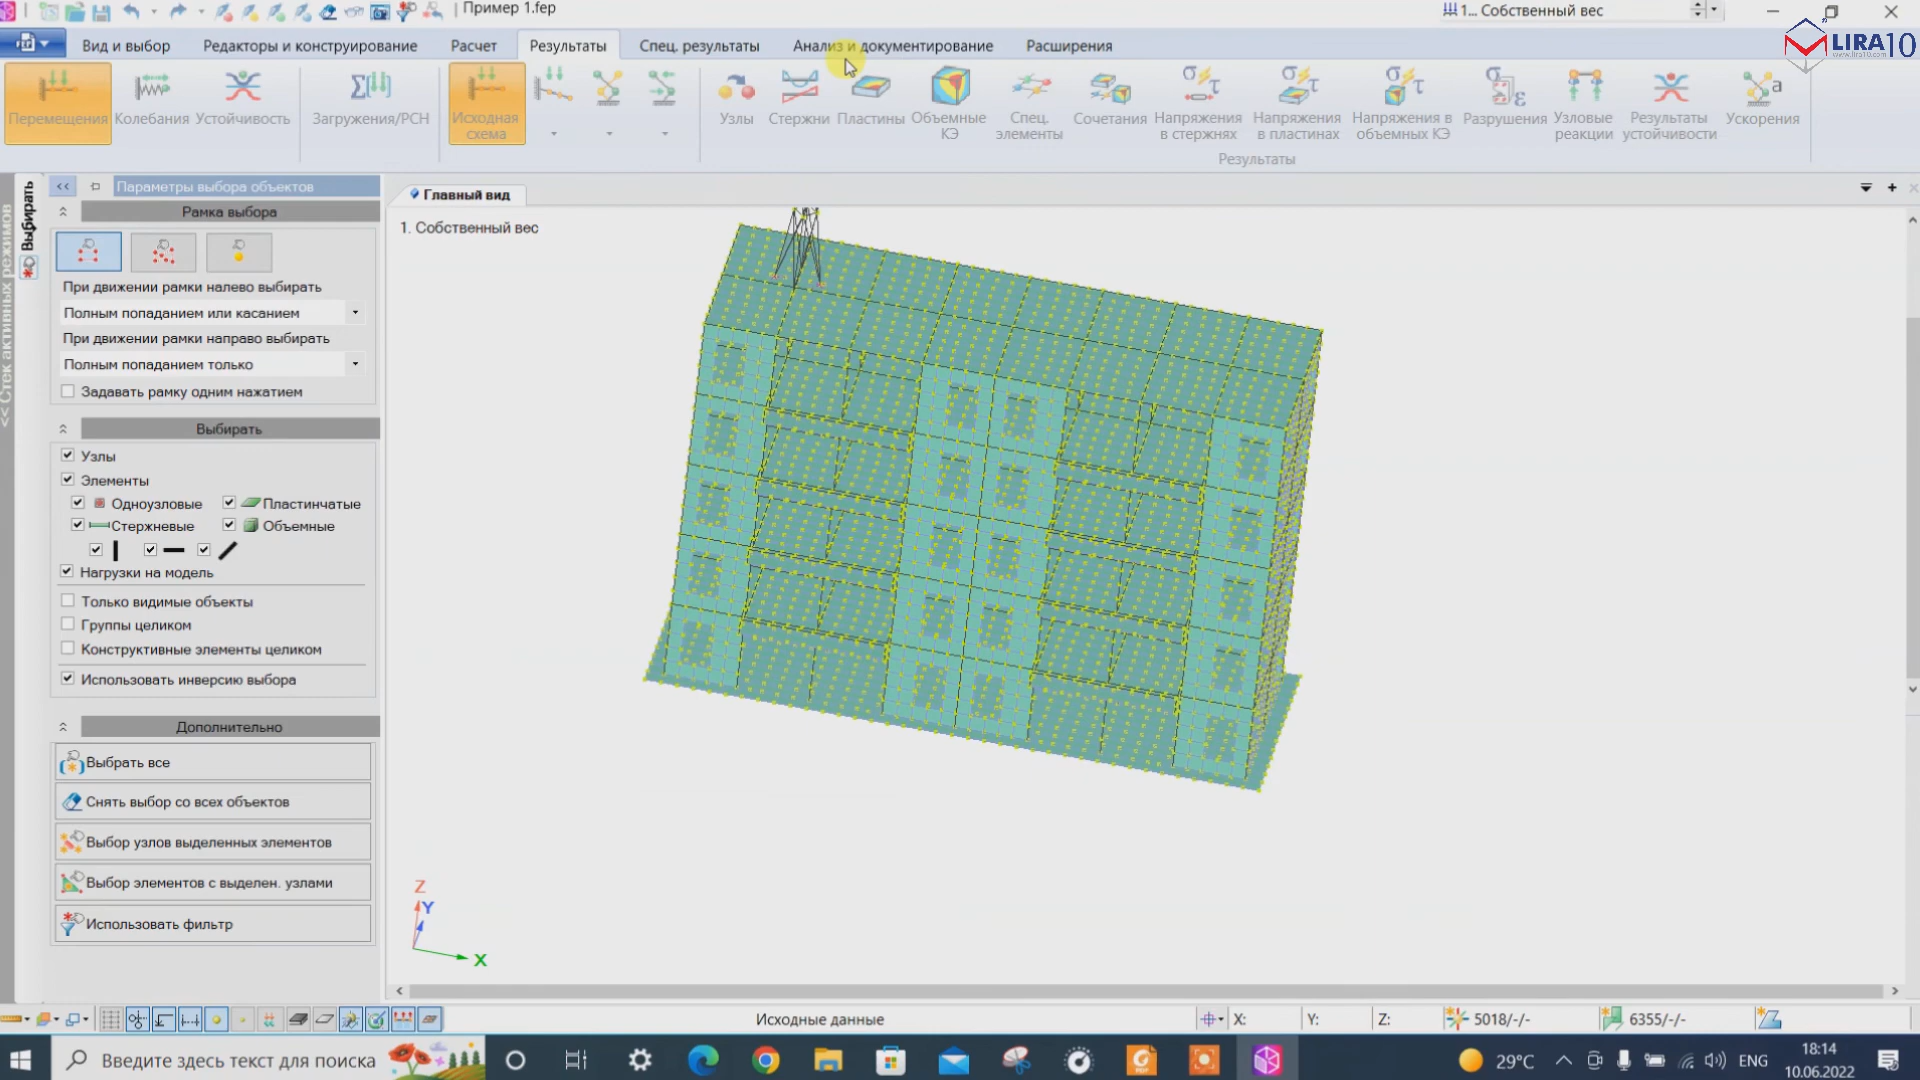 Пример 1.fep
1... Собственный вес
LIRA10
www.lira10.com
Вид и выбор
Редакторы и конструирование
Расчет
Результаты
Спец. результаты
Анализ и документирование
Расширения
Перемещения
Колебания
Устойчивость
Загружения/РСН
Исходная схема
Узлы
Стержни
Пластины
Объемные КЭ
Спец. элементы
Сочетания
Напряжения в стержнях
Напряжения в пластинах
Напряжения в объемных КЭ
Разрушения
Узловые реакции
Результаты устойчивости
Ускорения
Результаты
<< Стек активных режимов
Выбирать
Параметры выбора объектов
Рамка выбора
При движении рамки налево выбирать
Полным попаданием или касанием
При движении рамки направо выбирать
Полным попаданием только
Задавать рамку одним нажатием
Выбирать
Узлы
Элементы
Одноузловые
Пластинчатые
Стержневые
Объемные
Нагрузки на модель
Только видимые объекты
Группы целиком
Конструктивные элементы целиком
Использовать инверсию выбора
Дополнительно
Выбрать все
Снять выбор со всех объектов
Выбор узлов выделенных элементов
Выбор элементов с выделен. узлами
Использовать фильтр
Главный вид
1. Собственный вес
Z
Y
X
Исходные данные
X:
Y:
Z:
5018/-/-
6355/-/-
Введите здесь текст для поиска
29°C
ENG
18:14
10.06.2022